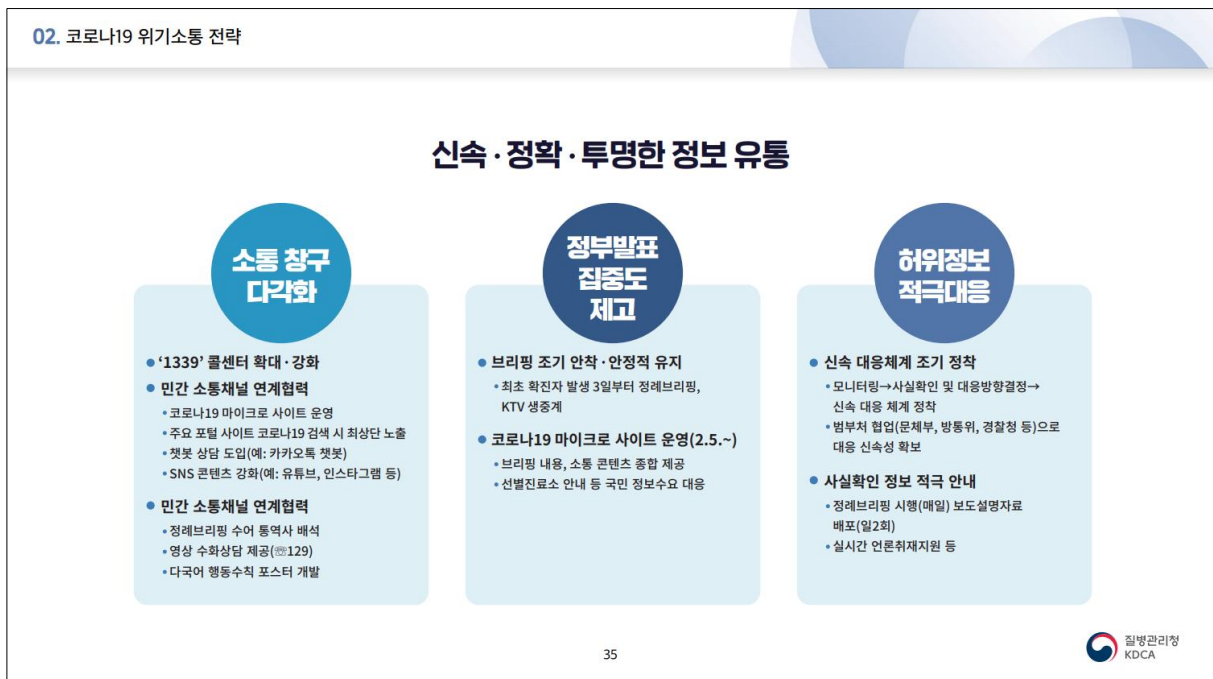 02. 코로나19 위기소통 전략
신속·정확·투명한 정보 유통
소통 창구
다각화
• ‘1339’ 콜센터 확대·강화
• 민간 소통채널 연계협력
• 코로나19 마이크로 사이트 운영
• 주요 포털 사이트 코로나19 검색 시 최상단 노출
• 챗봇 상담 도입(예: 카카오톡 챗봇)
• SNS 콘텐츠 강화(예: 유튜브, 인스타그램 등)
• 민간 소통채널 연계협력
• 정례브리핑 수어 통역사 배석
• 영상 수화상담 제공(☏129)
• 다국어 행동수칙 포스터 개발
정부발표
집중도
제고
• 브리핑 조기 안착·안정적 유지
• 최초 확진자 발생 3일부터 정례브리핑,
KTV 생중계
• 코로나19 마이크로 사이트 운영(2.5.~)
• 브리핑 내용, 소통 콘텐츠 종합 제공
• 선별진료소 안내 등 국민 정보수요 대응
허위정보
적극대응
• 신속 대응체계 조기 정착
• 모니터링→사실확인 및 대응방향결정→
신속 대응 체계 정착
• 범부처 협업(문체부, 방통위, 경찰청 등)으로
대응 신속성 확보
• 사실확인 정보 적극 안내
• 정례브리핑 시행(매일) 보도설명자료
배포(일2회)
• 실시간 언론취재지원 등
35
질병관리청
KDCA